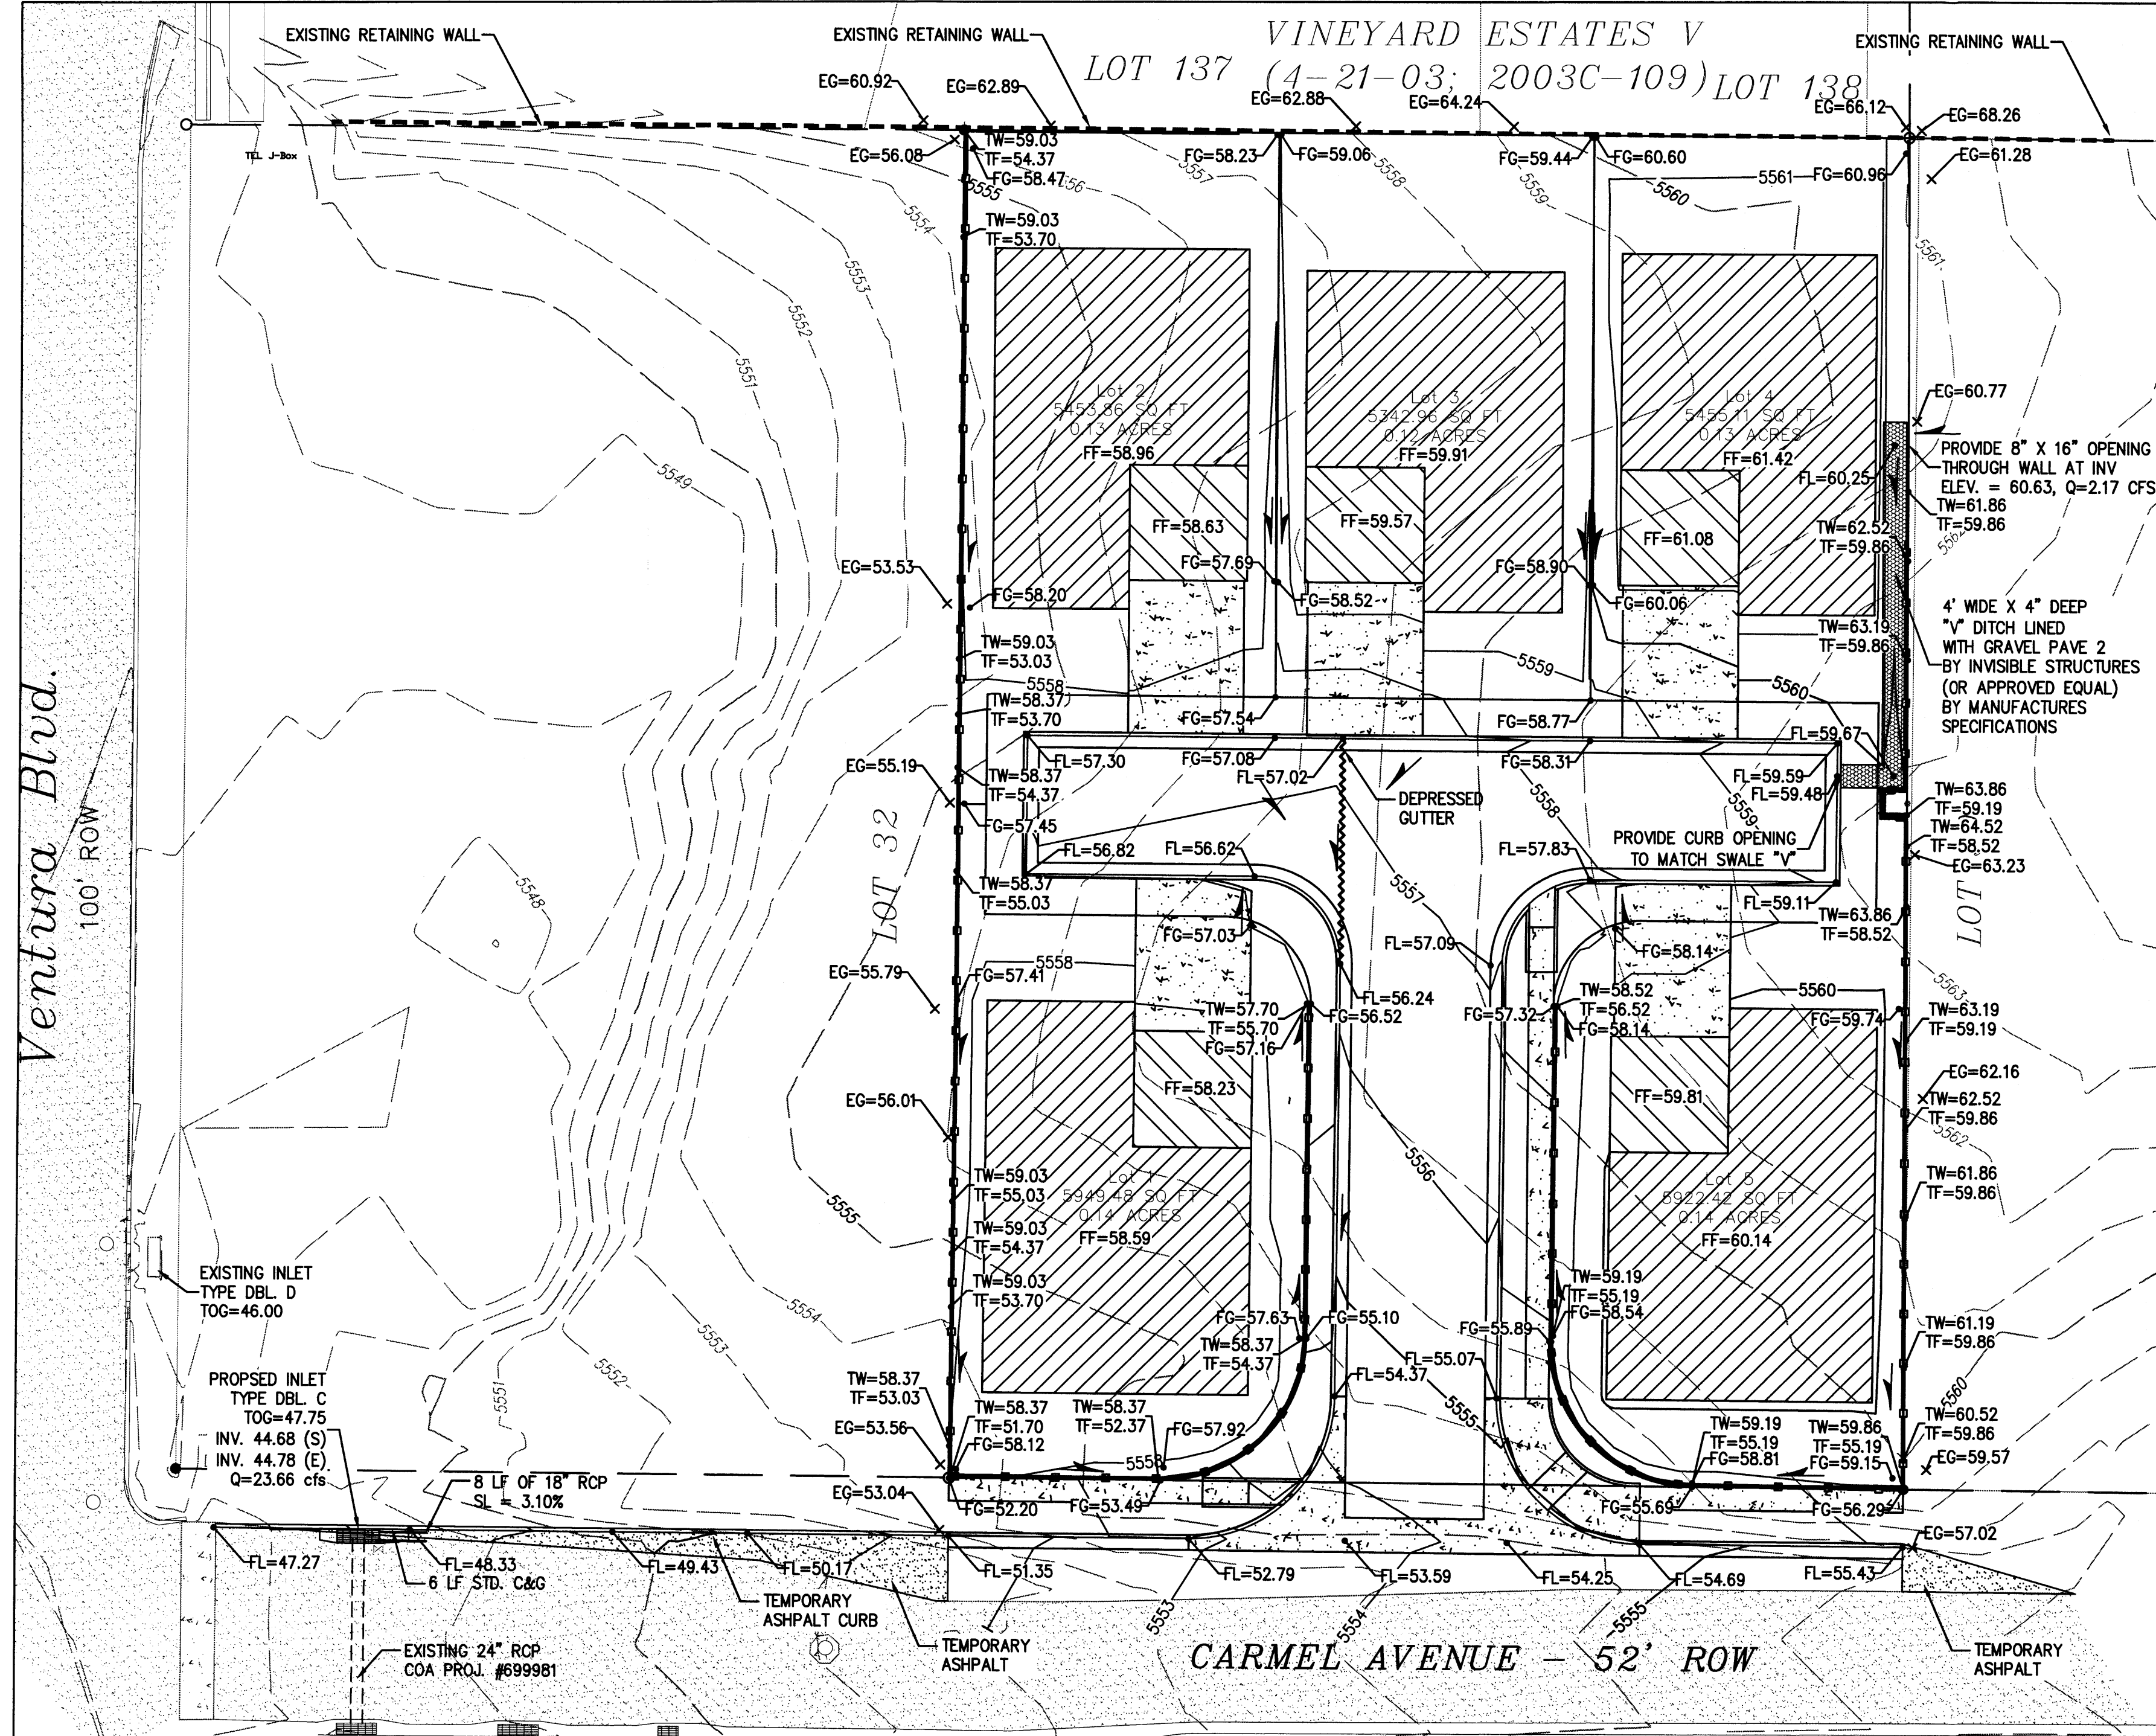 VINEYARD ESTATES V
(4-21-03; 2003C-109)
LOT 137
LOT 138
EXISTING RETAINING WALL
EXISTING RETAINING WALL
EXISTING RETAINING WALL
EG=60.92
EG=62.89
EG=62.88
EG=64.24
EG=66.12
EG=68.26
EG=61.28
TEL J-Box
EG=56.08
TW=59.03
TF=54.37
FG=58.47
FG=58.23
FG=59.06
FG=59.44
FG=60.60
FG=60.96
5555
5557
5558
5559
5560
5561
5561
5554
5553
5552
5551
5549
5548
TW=59.03
TF=53.70
Lot 2
5453.86 SQ FT
0.13 ACRES
FF=58.96
FF=58.63
Lot 3
5342.96 SQ FT
0.12 ACRES
FF=59.91
FF=59.57
Lot 4
5455.11 SQ FT
0.13 ACRES
FF=61.42
FF=61.08
EG=60.77
PROVIDE 8" X 16" OPENING
THROUGH WALL AT INV
ELEV. = 60.63, Q=2.17 CFS
FL=60.25
TW=61.86
TF=59.86
TW=62.52
TF=59.86
5562
4' WIDE X 4" DEEP
"V" DITCH LINED
WITH GRAVEL PAVE 2
BY INVISIBLE STRUCTURES
(OR APPROVED EQUAL)
BY MANUFACTURES
SPECIFICATIONS
TW=63.19
TF=59.86
EG=53.53
FG=58.20
FG=57.69
FG=58.52
FG=58.90
FG=60.06
TW=59.03
TF=53.03
5558
5559
5560
TW=58.37
TF=53.70
FG=57.54
FG=58.77
FL=59.67
Ventura Blvd.
100' ROW
LOT 32
EG=55.19
TW=58.37
TF=54.37
FG=57.45
FL=57.30
FG=57.08
FL=57.02
FG=58.31
FL=59.59
FL=59.48
DEPRESSED
GUTTER
5558
5559
PROVIDE CURB OPENING
TO MATCH SWALE "V"
TW=63.86
TF=59.19
TW=64.52
TF=58.52
EG=63.23
LOT
FL=56.82
FL=56.62
FL=57.83
FL=59.11
TW=58.37
TF=55.03
5557
TW=63.86
TF=58.52
FG=57.03
FL=57.09
FG=58.14
EG=55.79
5558
FG=57.41
FL=56.24
FG=56.52
TW=57.70
TF=55.70
FG=57.16
FG=57.32
TW=58.52
TF=56.52
FG=58.14
5560
5563
FG=59.74
TW=63.19
TF=59.19
EG=56.01
FF=58.23
FF=59.81
EG=62.16
TW=62.52
TF=59.86
5562
5556
5555
Lot 1
5949.48 SQ FT
0.14 ACRES
FF=58.59
Lot 5
5922.42 SQ FT
0.14 ACRES
FF=60.14
TW=59.03
TF=55.03
TW=61.86
TF=59.86
TW=59.03
TF=54.37
TW=59.03
TF=53.70
EXISTING INLET
TYPE DBL. D
TOG=46.00
5554
5553
5552
5551
TW=59.19
TF=55.19
FG=58.54
FG=55.89
FG=57.63
FG=55.10
TW=58.37
TF=54.37
TW=61.19
TF=59.86
PROPSED INLET
TYPE DBL. C
TOG=47.75
INV. 44.68 (S)
INV. 44.78 (E)
Q=23.66 cfs
TW=58.37
TF=53.03
EG=53.56
TW=58.37
TF=51.70
FG=58.12
TW=58.37
TF=52.37
FG=57.92
5558
FL=55.07
FL=54.37
5555
TW=59.19
TF=55.19
FG=58.81
TW=59.86
TF=55.19
FG=59.15
5560
TW=60.52
TF=59.86
EG=59.57
8 LF OF 18" RCP
SL = 3.10%
EG=53.04
FG=52.20
FG=53.49
FG=55.69
FG=56.29
EG=57.02
FL=47.27
FL=48.33
6 LF STD. C&G
FL=49.43
FL=50.17
FL=51.35
FL=52.79
FL=53.59
FL=54.25
FL=54.69
FL=55.43
TEMPORARY
ASHPALT CURB
TEMPORARY
ASHPALT
5553
5554
5555
EXISTING 24" RCP
COA PROJ. #699981
CARMEL AVENUE - 52' ROW
TEMPORARY
ASHPALT